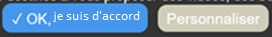 ✓ OK, je suis d'accord
Personnaliser